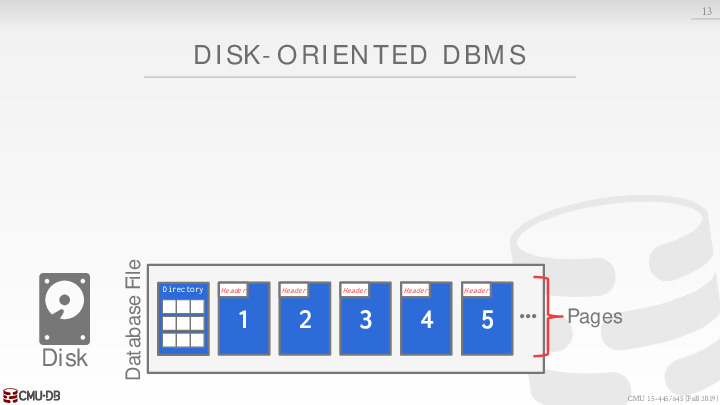 13
DISK-ORIENTED DBMS
Database File
Directory
Header
Header
Header
Header
Header
1
2
3
4
5
•••
Pages
Disk
CMU·DB
CMU 15-445/645 (Fall 2019)